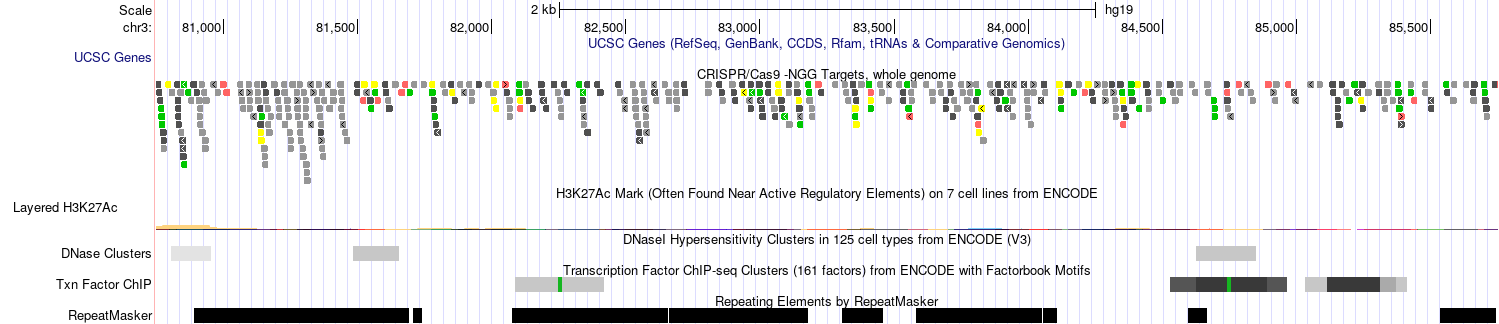 Scale 2 kb hg19
chr3: 81,000 81,500 82,000 82,500 83,000 83,500 84,000 84,500 85,000 85,500
UCSC Genes (RefSeq, GenBank, CCDS, Rfam, tRNAs & Comparative Genomics)
UCSC Genes
CRISPR/Cas9 -NGG Targets, whole genome
H3K27Ac Mark (Often Found Near Active Regulatory Elements) on 7 cell lines from ENCODE
Layered H3K27Ac
DNaseI Hypersensitivity Clusters in 125 cell types from ENCODE (V3)
DNase Clusters
Transcription Factor ChIP-seq Clusters (161 factors) from ENCODE with Factorbook Motifs
Txn Factor ChIP
Repeating Elements by RepeatMasker
RepeatMasker